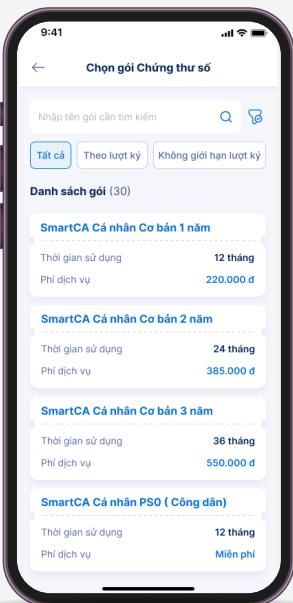 9:41
Chọn gói Chứng thư số
Nhập tên gói cần tìm kiếm
Tất cả Theo lượt ký Không giới hạn lượt ký
Danh sách gói (30)
SmartCA Cá nhân Cơ bản 1 năm
Thời gian sử dụng 12 tháng
Phí dịch vụ 220.000 đ
SmartCA Cá nhân Cơ bản 2 năm
Thời gian sử dụng 24 tháng
Phí dịch vụ 385.000 đ
SmartCA Cá nhân Cơ bản 3 năm
Thời gian sử dụng 36 tháng
Phí dịch vụ 550.000 đ
SmartCA Cá nhân PS0 ( Công dân)
Thời gian sử dụng 12 tháng
Phí dịch vụ Miễn phí